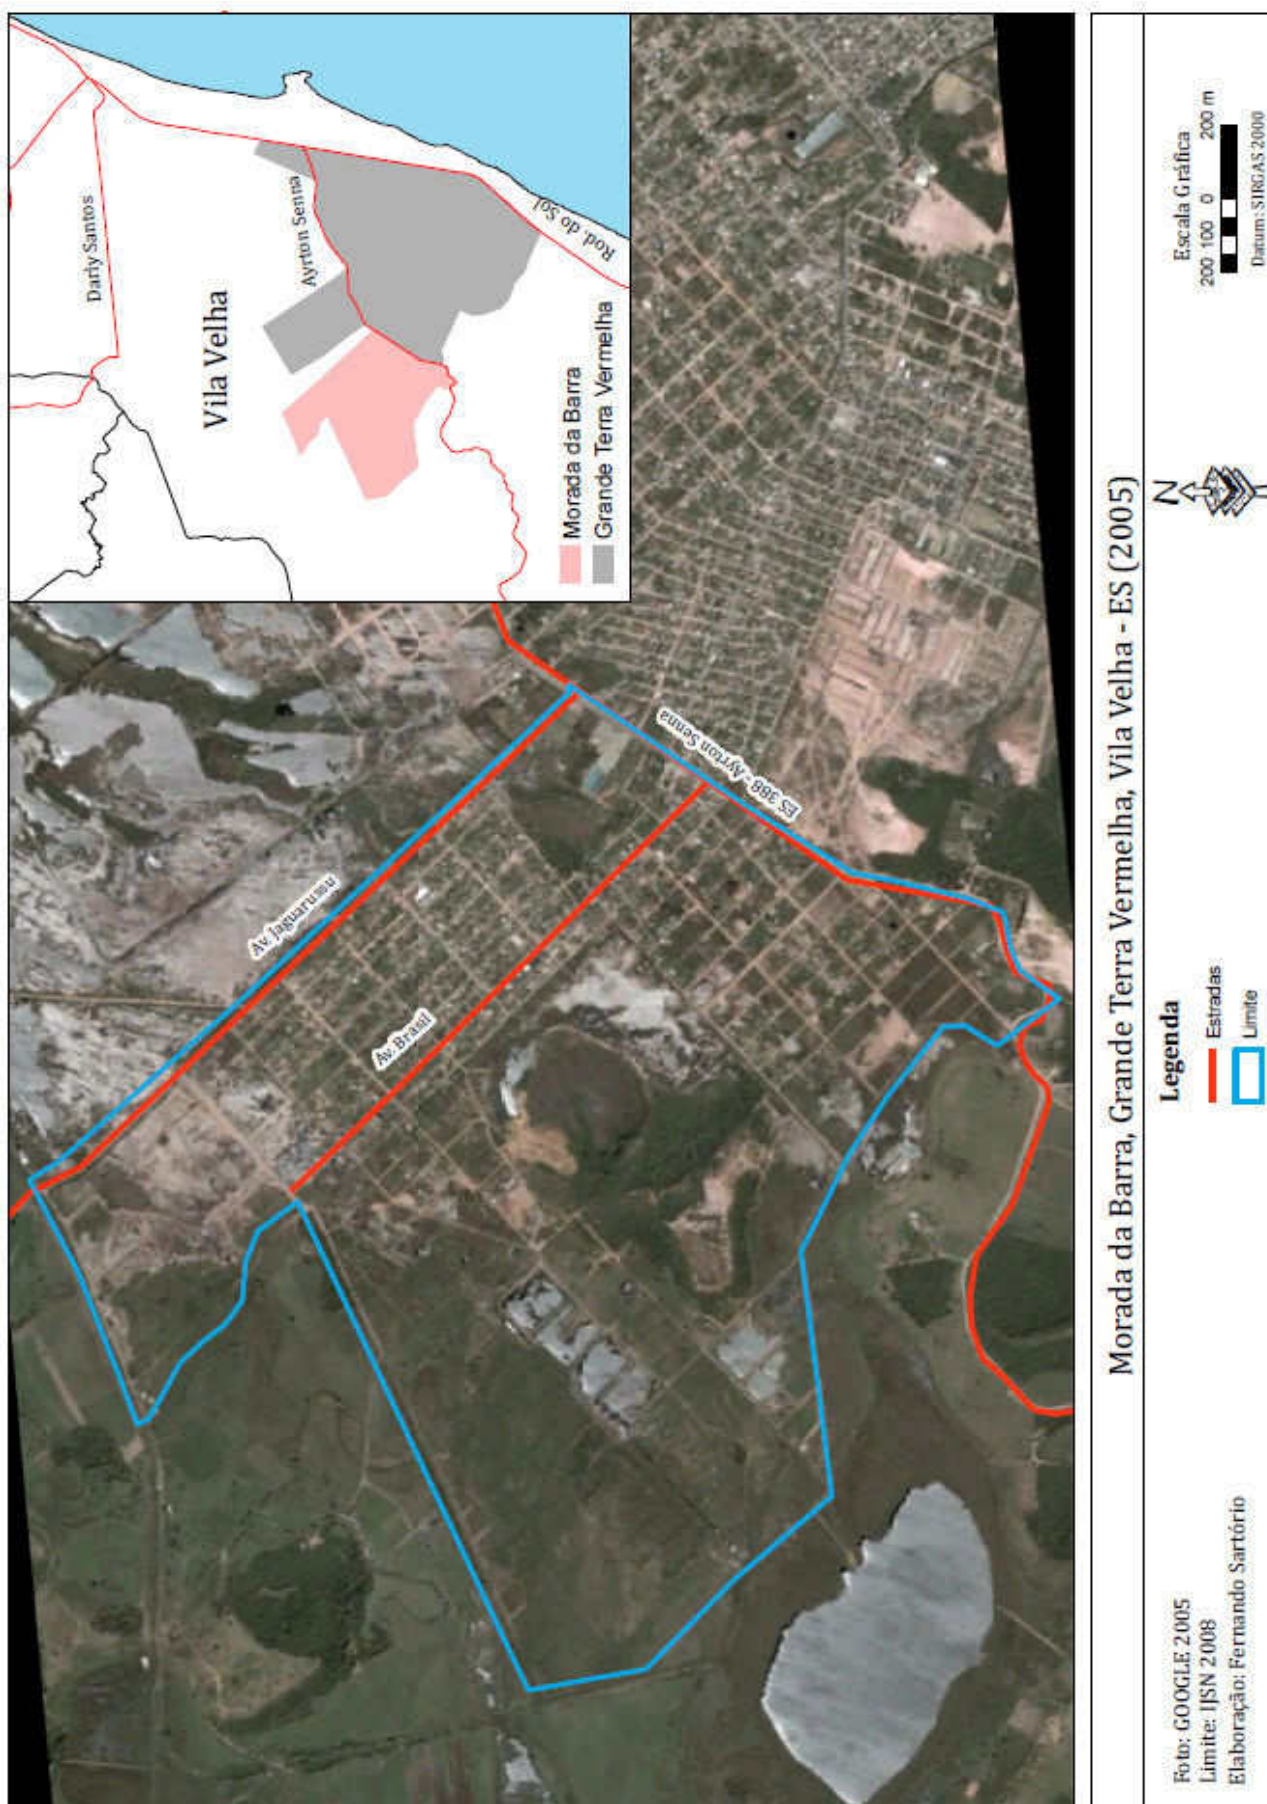 Darly Santos
Vila Velha
Ayrton Senna
Rod. do Sol
Morada da Barra
Grande Terra Vermelha
Av. Jaguarussu
Av. Brasil
ES 388 - Ayrton Senna
Morada da Barra, Grande Terra Vermelha, Vila Velha - ES (2005)
Foto: GOOGLE 2005
Limite: IJSN 2008
Elaboração: Fernando Sartório
Legenda
Estradas
Limite
N
Escala Gráfica
200 100 0 200 m
Datum: SIRGAS 2000